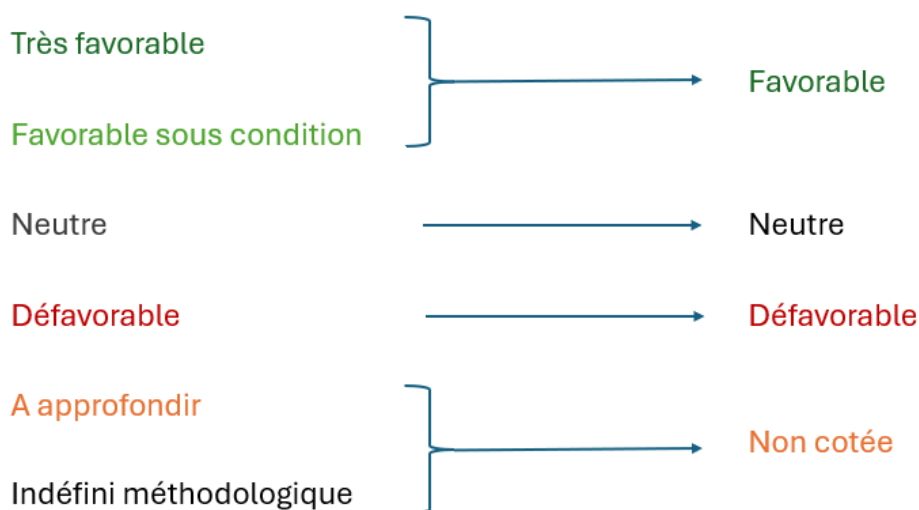 Très favorable
Favorable sous condition
Favorable
Neutre
Neutre
Défavorable
Défavorable
A approfondir
Indéfini méthodologique
Non cotée